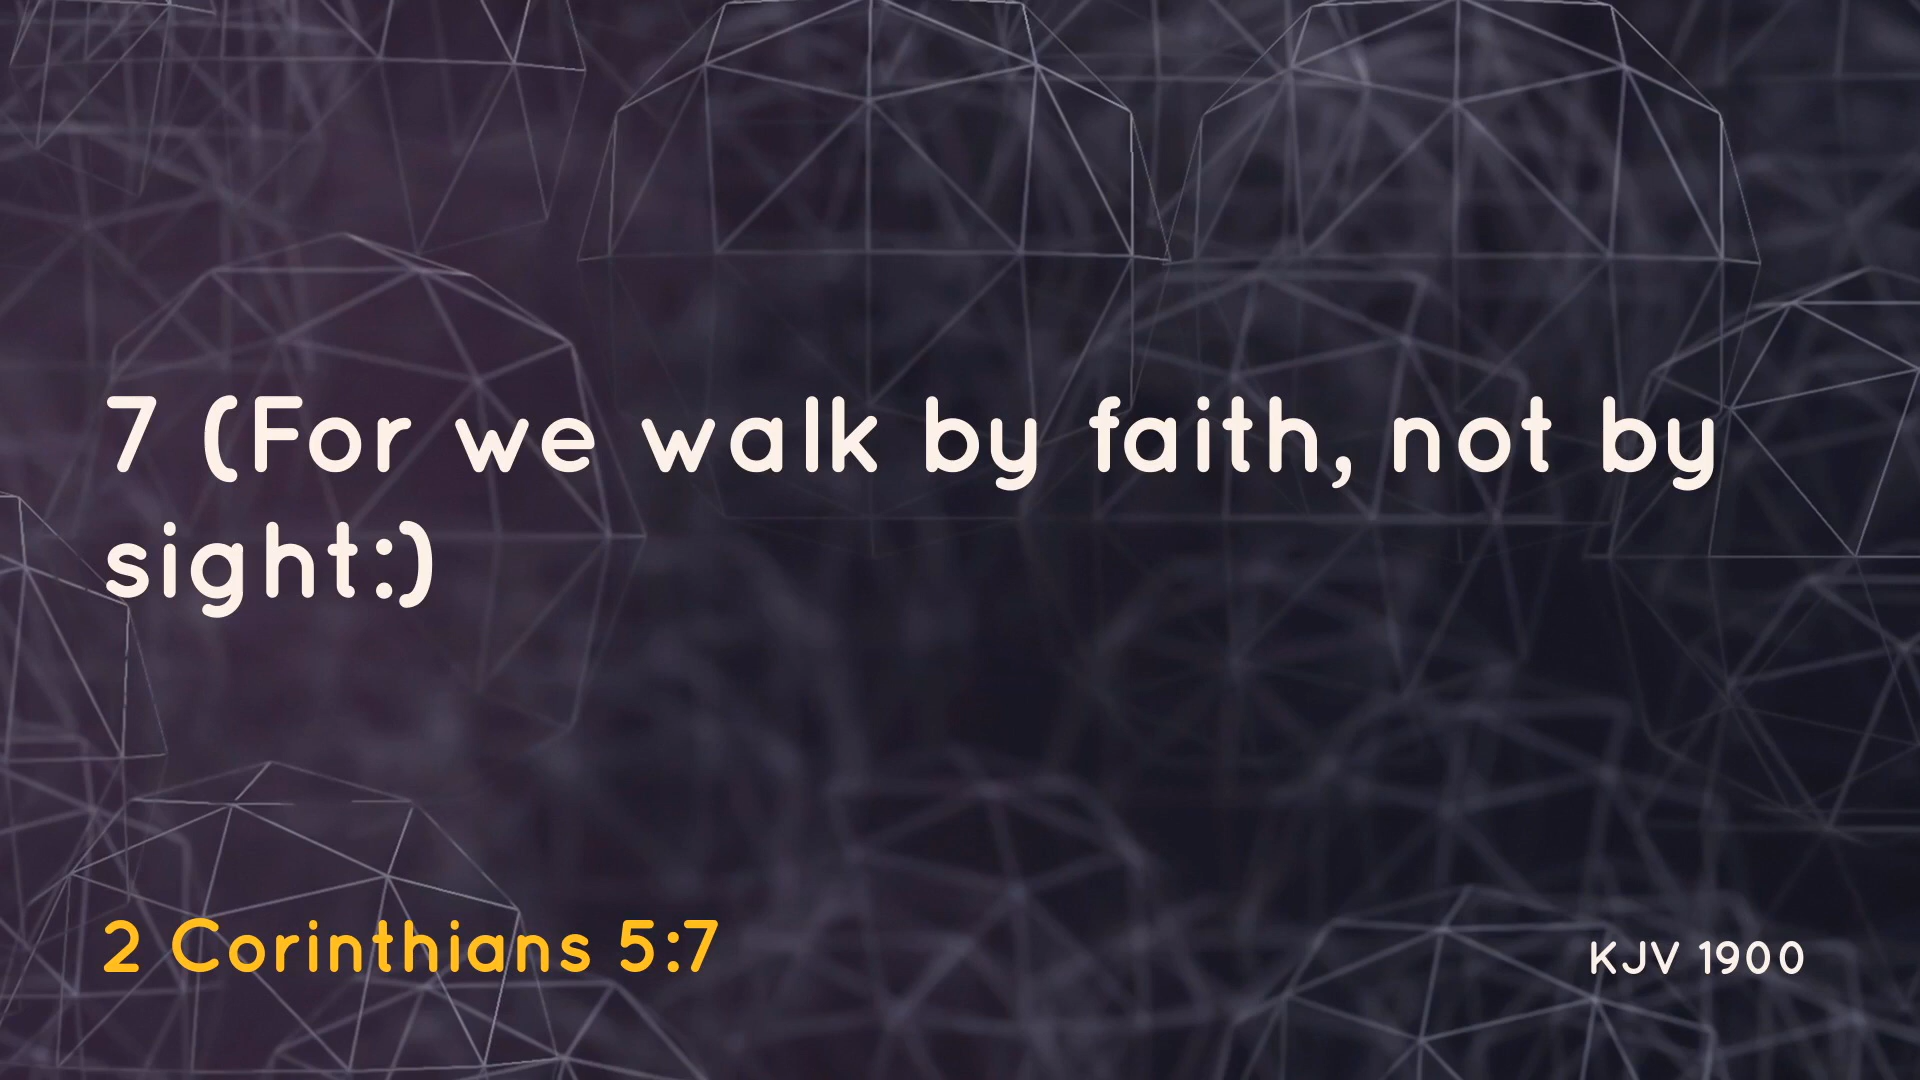 7 (For we walk by faith, not by
sight:)
2 Corinthians 5:7
KJV 1900